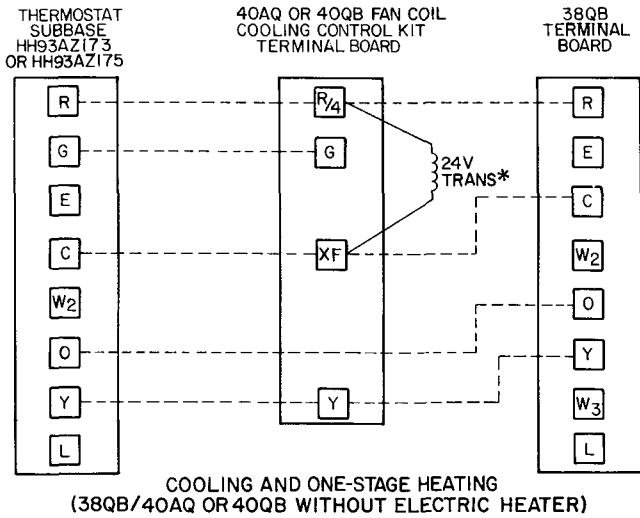 THERMOSTAT
SUBBASE
HH93AZ173
OR HH93AZ175
40AQ OR 40QB FAN COIL
COOLING CONTROL KIT
TERMINAL BOARD
38QB
TERMINAL
BOARD
R
G
E
C
W2
O
Y
L
R/4
G
XF
Y
24V
TRANS*
R
E
C
W2
O
Y
W3
L
COOLING AND ONE-STAGE HEATING
(38QB/40AQ OR 40QB WITHOUT ELECTRIC HEATER)